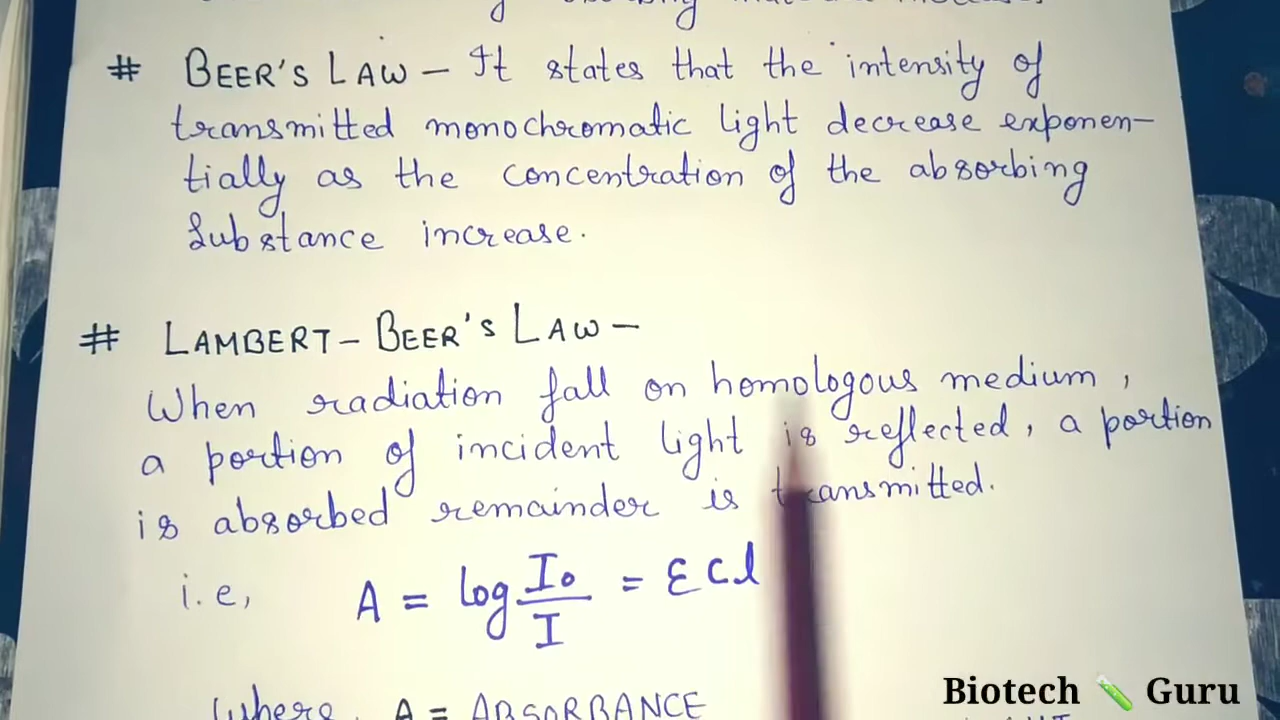 # BEER'S LAW – It states that the intensity of
transmitted monochromatic light decrease exponen–
tially as the concentration of the absorbing
Substance increase.
# LAMBERT – BEER'S LAW –
When radiation fall on homologous medium,
a portion of incident light is reflected, a portion
is absorbed remainder is transmitted.
i.e, A = log I₀/I = ε c l
Where, A = ABSORBANCE
Biotech 🧪 Guru